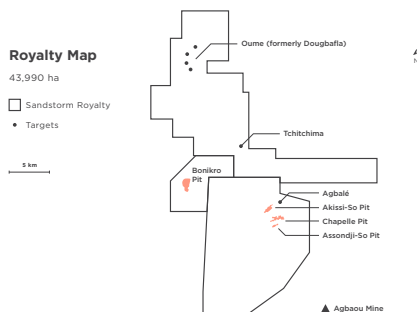 Royalty Map
43,990 ha
Sandstorm Royalty
Targets
5 km
Oume (formerly Dougbafla)
N
Tchitchima
Bonikro
Pit
Agbalé
Akissi-So Pit
Chapelle Pit
Assondji-So Pit
Agbaou Mine